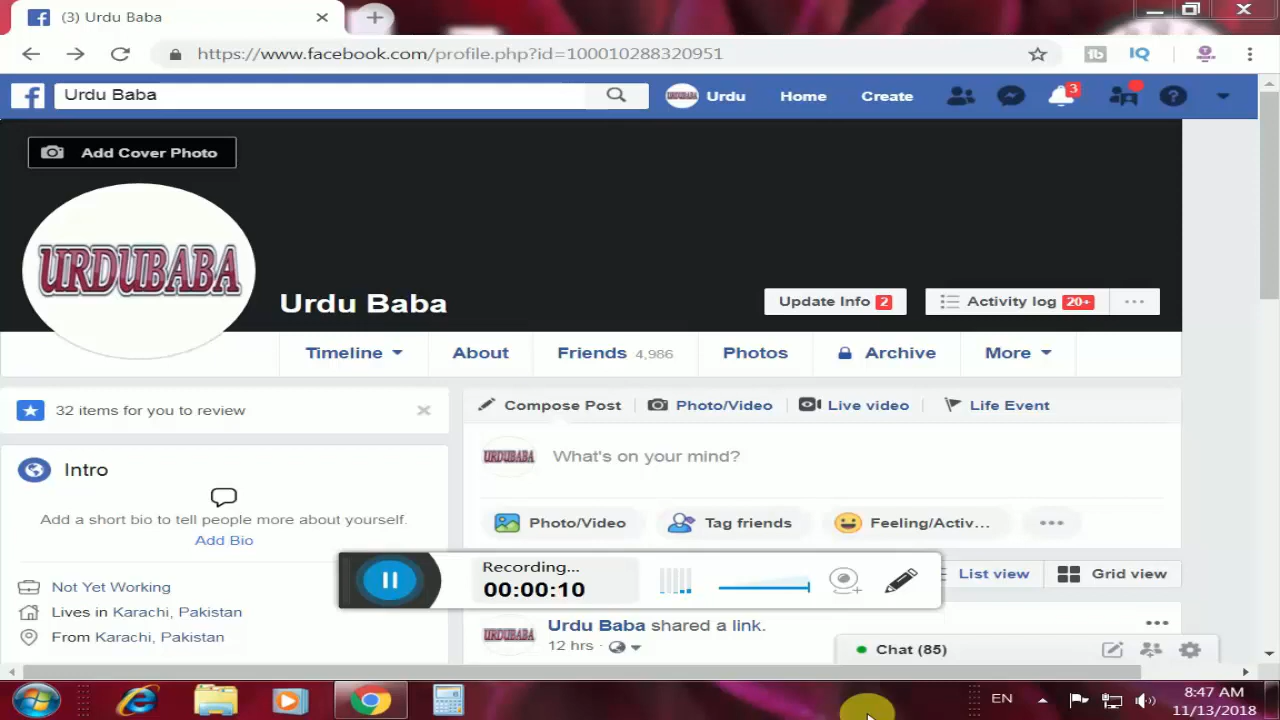 (3) Urdu Baba
https://www.facebook.com/profile.php?id=100010288320951
Urdu Baba
Urdu
Home
Create
3
Add Cover Photo
URDUBABA
Urdu Baba
Update Info 2
Activity log 20+
Timeline
About
Friends 4,986
Photos
Archive
More
32 items for you to review
Compose Post
Photo/Video
Live video
Life Event
Intro
URDUBABA
What's on your mind?
Add a short bio to tell people more about yourself.
Add Bio
Photo/Video
Tag friends
Feeling/Activ...
Recording...
00:00:10
Not Yet Working
List view
Grid view
Lives in Karachi, Pakistan
From Karachi, Pakistan
URDUBABA
Urdu Baba shared a link.
12 hrs
Chat (85)
EN
8:47 AM
11/13/2018